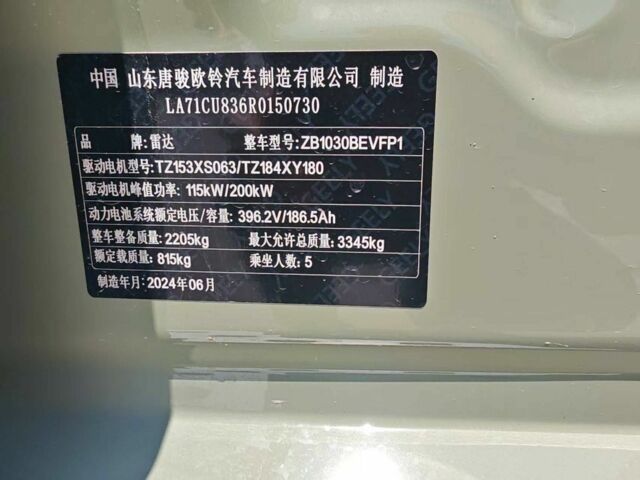 中国 山东唐骏欧铃汽车制造有限公司 制造
LA71CU836R0150730
品 牌: 雷达 整车型号: ZB1030BEVFP1
驱动电机型号: TZ153XS063/TZ184XY180
驱动电机峰值功率: 115kW/200kW
动力电池系统额定电压/容量: 396.2V/186.5Ah
整车整备质量: 2205kg 最大允许总质量: 3345kg
额定载质量: 815kg 乘坐人数: 5
制造年月: 2024年06月